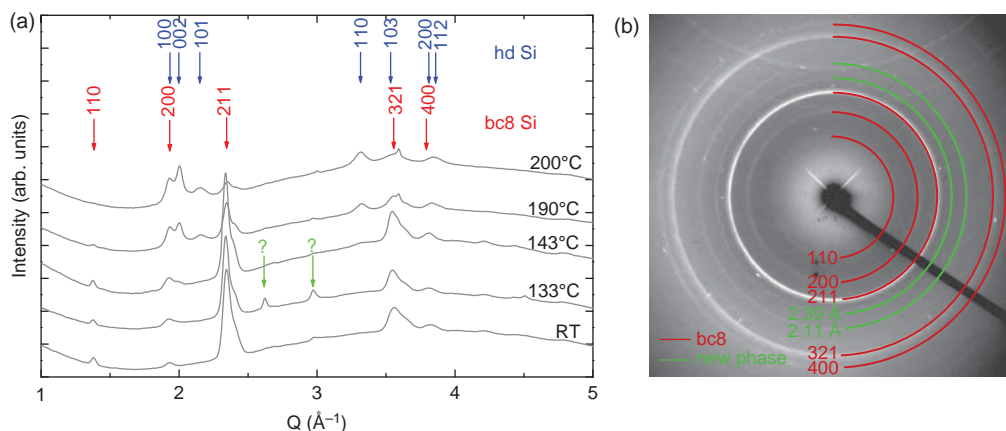 (a)
100
002
101
110
103
200
112
hd Si
110
200
211
321
400
bc8 Si
200°C
190°C
143°C
133°C
RT
?
?
Intensity (arb. units)
1
2
3
4
5
Q (Å⁻¹)
(b)
110
200
211
2.39 Å
2.11 Å
321
400
bc8
new phase